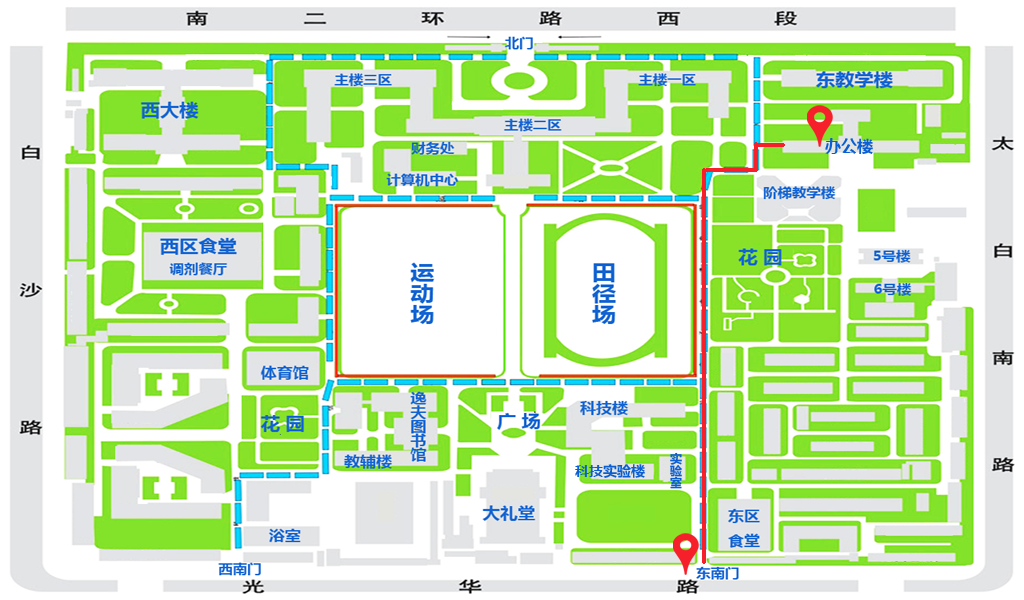 南二环路西段
北门
主楼三区
主楼一区
东教学楼
西大楼
主楼二区
办公楼
财务处
计算机中心
阶梯教学楼
白沙路
太白南路
西区食堂
调剂餐厅
运动场
田径场
花园
5号楼
6号楼
体育馆
花园
逸夫图书馆
广场
科技楼
教辅楼
科技实验楼
实验室
大礼堂
东区
食堂
浴室
西南门
东南门
光华路